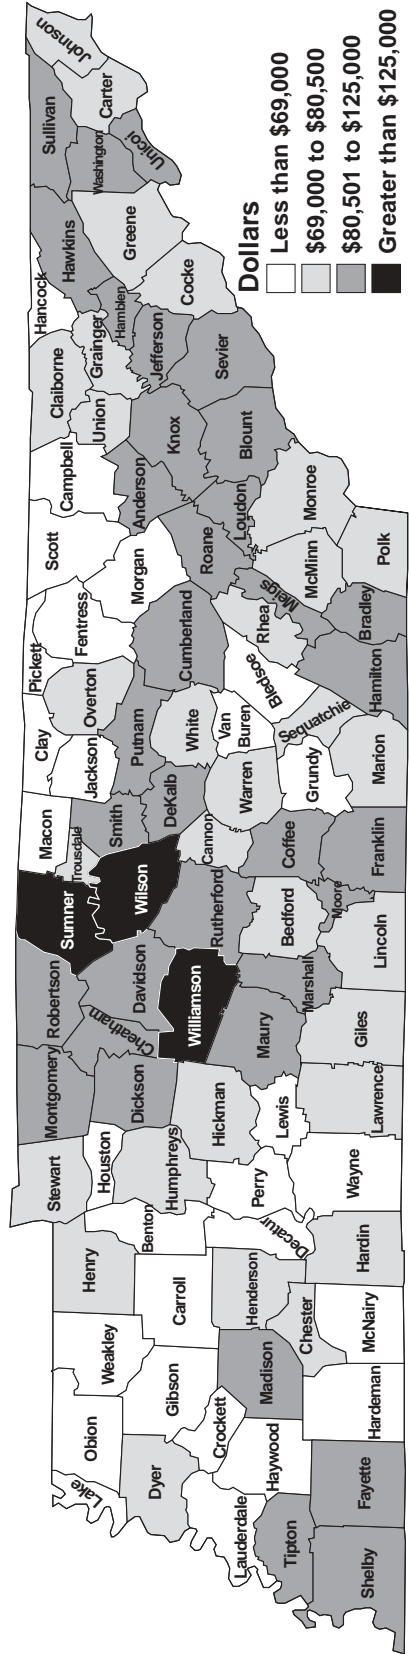 Johnson
Sullivan
Carter
Washington
Unicoi
Hancock
Hawkins
Greene
Claiborne
Grainger
Hamblen
Cocke
Union
Jefferson
Sevier
Campbell
Anderson
Knox
Blount
Scott
Morgan
Roane
Loudon
Monroe
McMinn
Polk
Pickett
Fentress
Cumberland
Rhea
Meigs
Bradley
Clay
Overton
Putnam
White
Van
Buren
Bledsoe
Sequatchie
Hamilton
Jackson
Macon
Trousdale
Smith
DeKalb
Warren
Grundy
Marion
Sumner
Wilson
Cannon
Coffee
Franklin
Robertson
Cheatham
Davidson
Williamson
Rutherford
Bedford
Moore
Lincoln
Montgomery
Dickson
Maury
Marshall
Giles
Stewart
Houston
Humphreys
Hickman
Lewis
Lawrence
Benton
Perry
Decatur
Wayne
Henry
Carroll
Henderson
Chester
Hardin
McNairy
Weakley
Gibson
Madison
Hardeman
Obion
Lake
Dyer
Crockett
Haywood
Lauderdale
Tipton
Fayette
Shelby
Dollars
Less than $69,000
$69,000 to $80,500
$80,501 to $125,000
Greater than $125,000